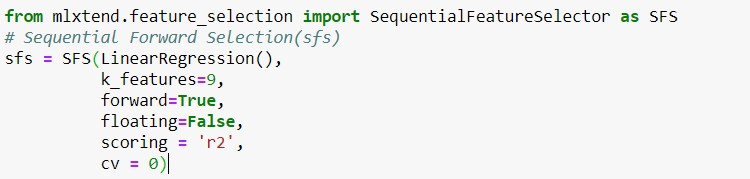 from mlxtend.feature_selection import SequentialFeatureSelector as SFS
# Sequential Forward Selection(sfs)
sfs = SFS(LinearRegression(),
          k_features=9,
          forward=True,
          floating=False,
          scoring = 'r2',
          cv = 0)